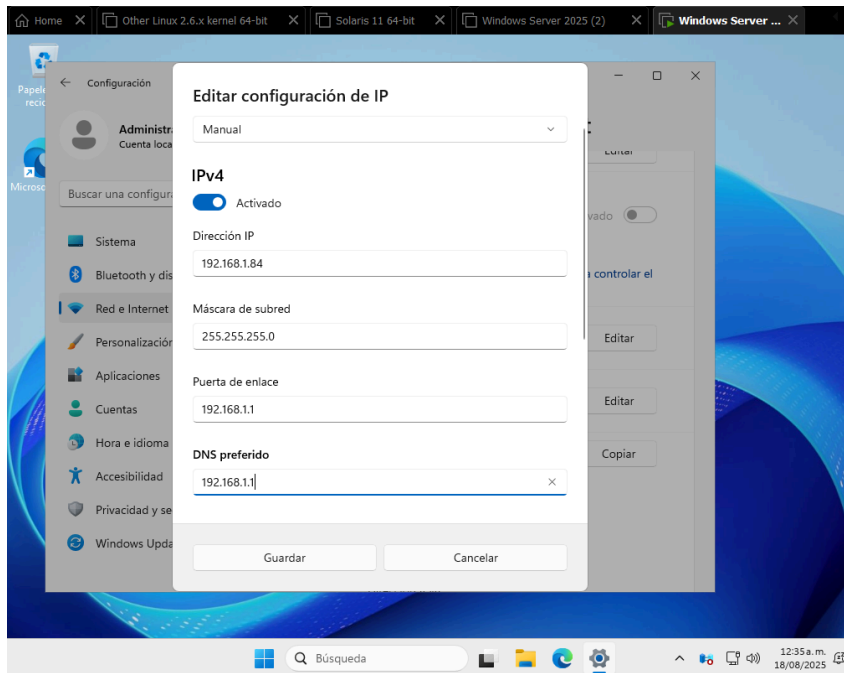 Home
Other Linux 2.6.x kernel 64-bit
Solaris 11 64-bit
Windows Server 2025 (2)
Windows Server ...
Configuración
Administr
Cuenta loca
Buscar una configur
Sistema
Bluetooth y dis
Red e Internet
Personalización
Aplicaciones
Cuentas
Hora e idioma
Accesibilidad
Privacidad y se
Windows Upda
Editar configuración de IP
Manual
IPv4
Activado
Dirección IP
192.168.1.84
Máscara de subred
255.255.255.0
Puerta de enlace
192.168.1.1
DNS preferido
192.168.1.1
Guardar
Cancelar
Editar
vado
a controlar el
Editar
Editar
Copiar
Búsqueda
12:35 a. m.
18/08/2025